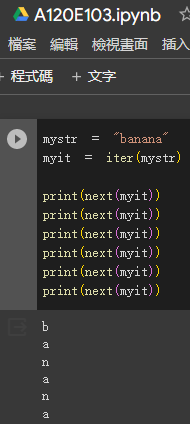 A120E103.ipynb
檔案 編輯 檢視畫面 插入
+ 程式碼 + 文字
mystr = "banana"
myit = iter(mystr)
print(next(myit))
print(next(myit))
print(next(myit))
print(next(myit))
print(next(myit))
print(next(myit))
b
a
n
a
n
a